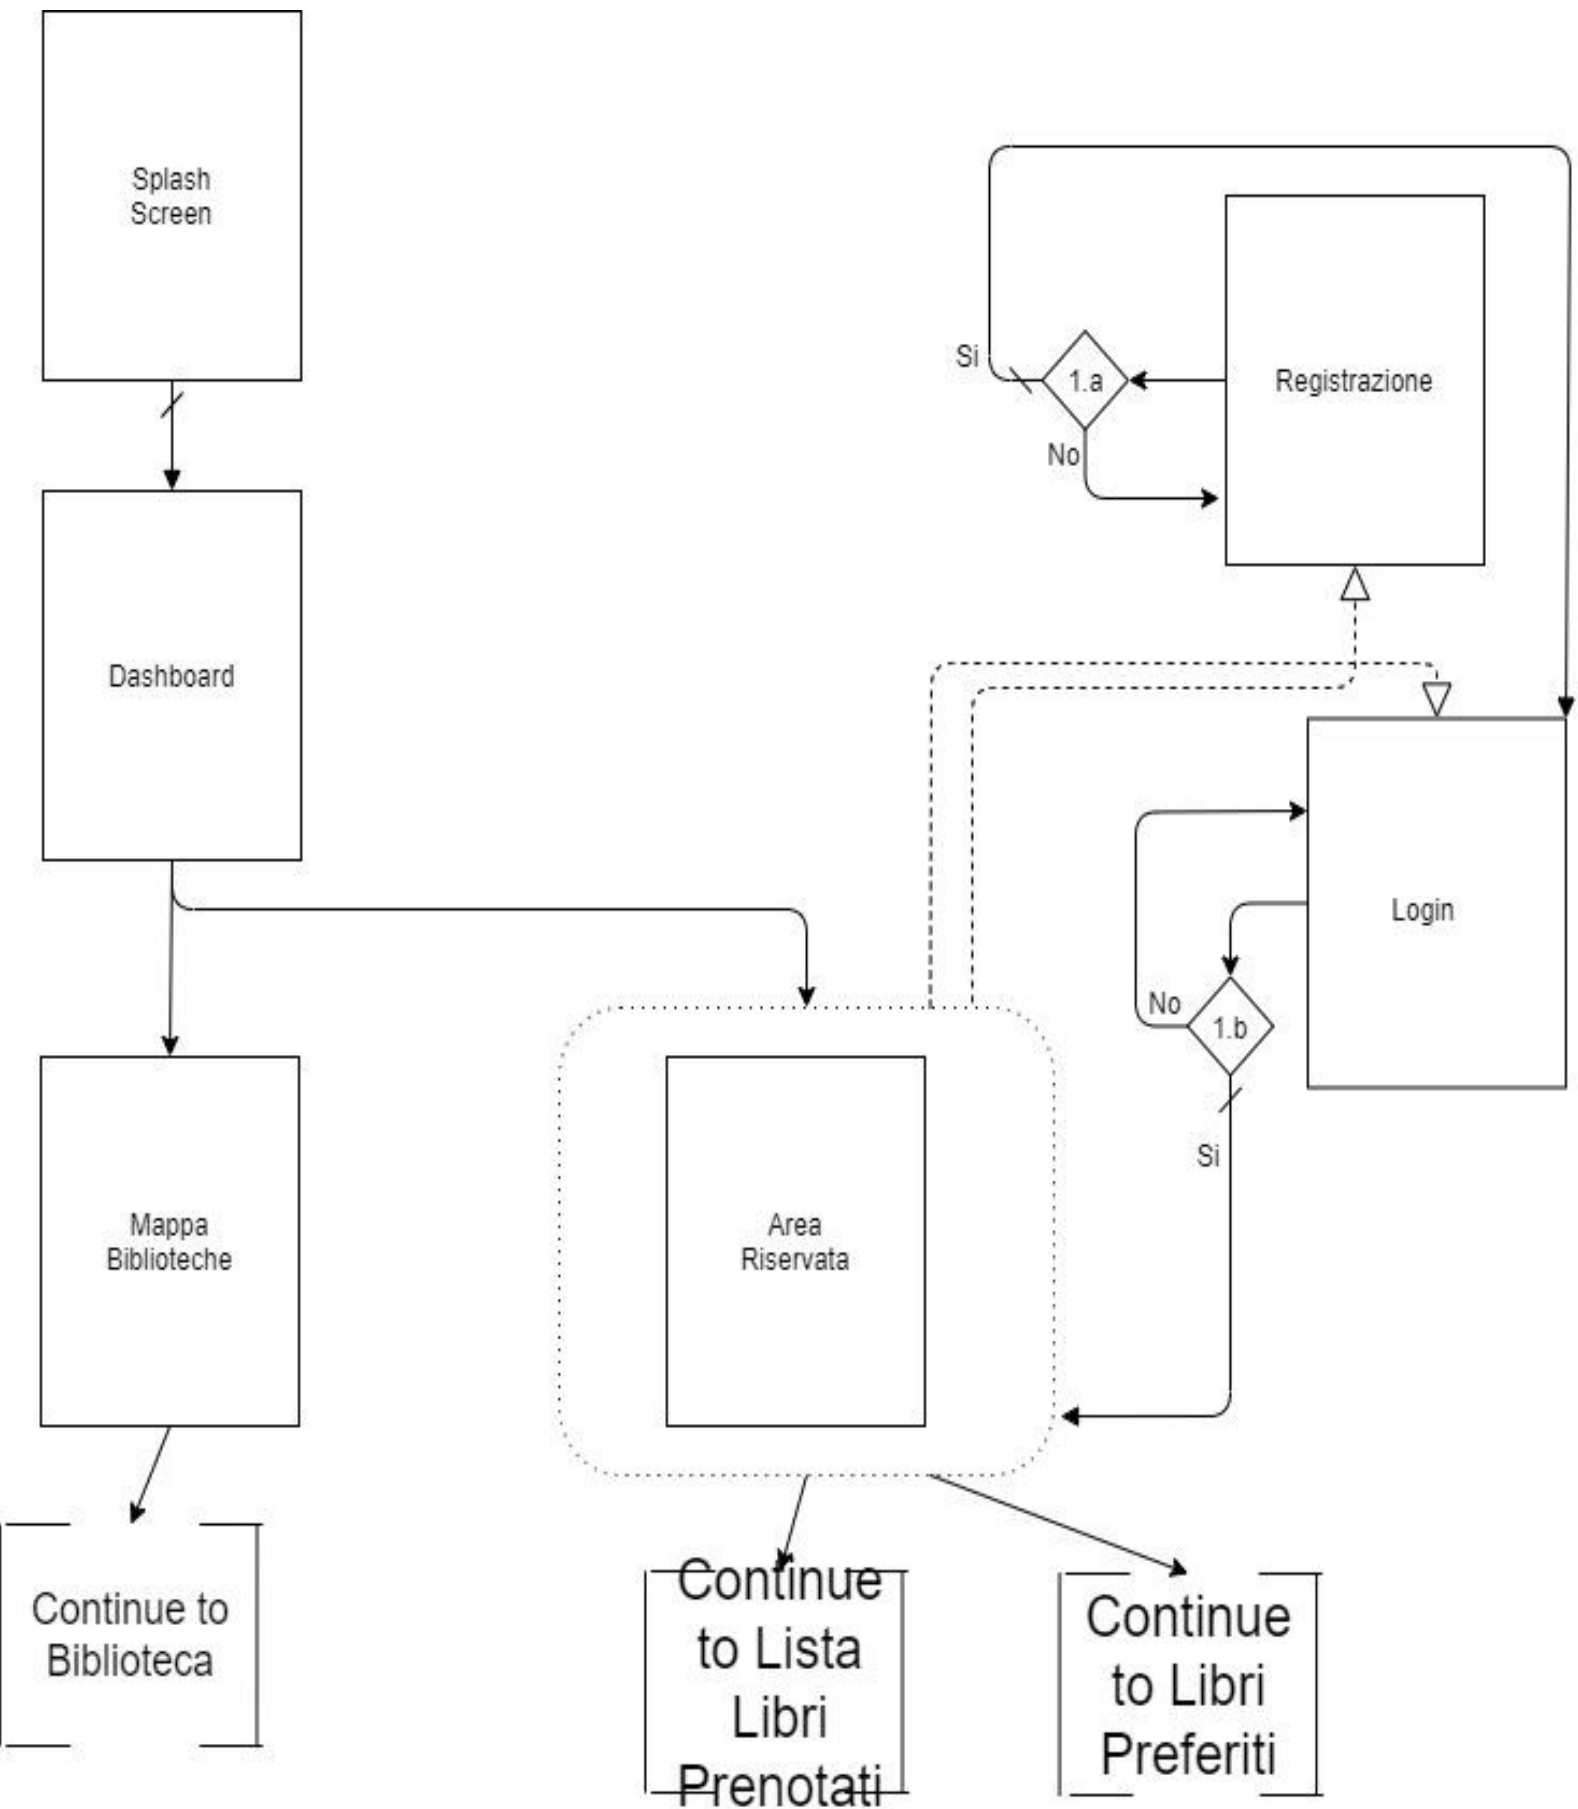 Splash
Screen
Si
1.a
Registrazione
No
Dashboard
Login
No
1.b
Si
Mappa
Biblioteche
Area
Riservata
Continue to
Biblioteca
Continue
to Lista
Libri
Prenotati
Continue
to Libri
Preferiti